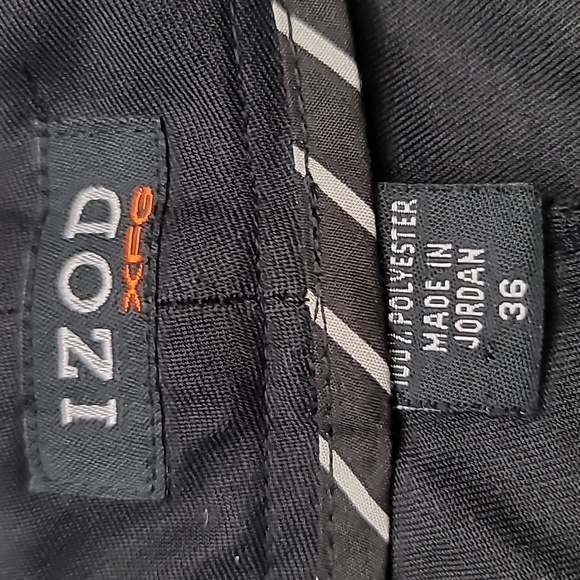 IZOD
XFG
100% POLYESTER
MADE IN
JORDAN
36